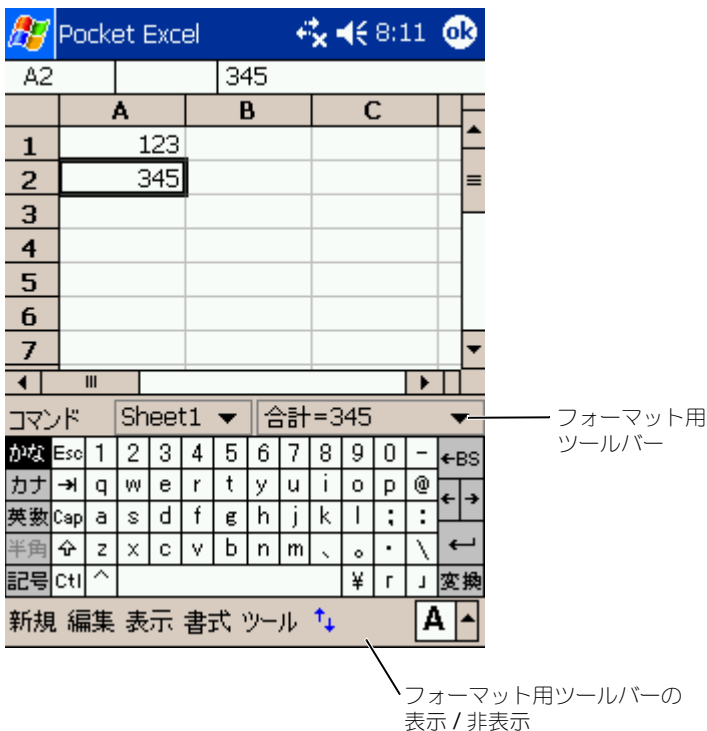 Pocket Excel 8:11 ok
A2 345
A B C
1 123
2 345
3
4
5
6
7
コマンド Sheet1 合計=345
フォーマット用
ツールバー
かな Esc 1 2 3 4 5 6 7 8 9 0 - ←BS
カナ →| q w e r t y u i o p @ ← →
英数 Cap a s d f g h j k l ; :
半角 z x c v b n m 、 。 ・ \ ↵
記号 Ctl ^ ¥ 「 」 変換
新規 編集 表示 書式 ツール A
フォーマット用ツールバーの
表示 / 非表示